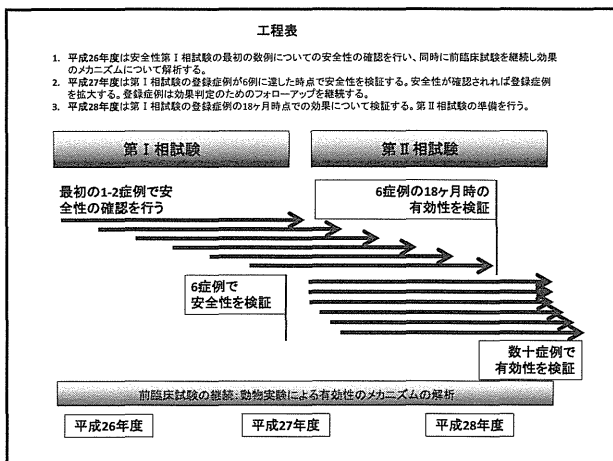 工程表
1. 平成26年度は安全性第Ⅰ相試験の最初の数例についての安全性の確認を行い、同時に前臨床試験を継続し効果
のメカニズムについて解析する。
2. 平成27年度は第Ⅰ相試験の登録症例が6例に達した時点で安全性を検証する。安全性が確認されれば登録症例
を拡大する。登録症例は効果判定のためのフォローアップを継続する。
3. 平成28年度は第Ⅰ相試験の登録症例の18ヶ月時点での効果について検証する。第Ⅱ相試験の準備を行う。
第Ⅰ相試験
第Ⅱ相試験
最初の1-2症例で安
全性の確認を行う
6症例の18ヶ月時の
有効性を検証
6症例で
安全性を検証
数十症例で
有効性を検証
前臨床試験の継続:動物実験による有効性のメカニズムの解析
平成26年度
平成27年度
平成28年度